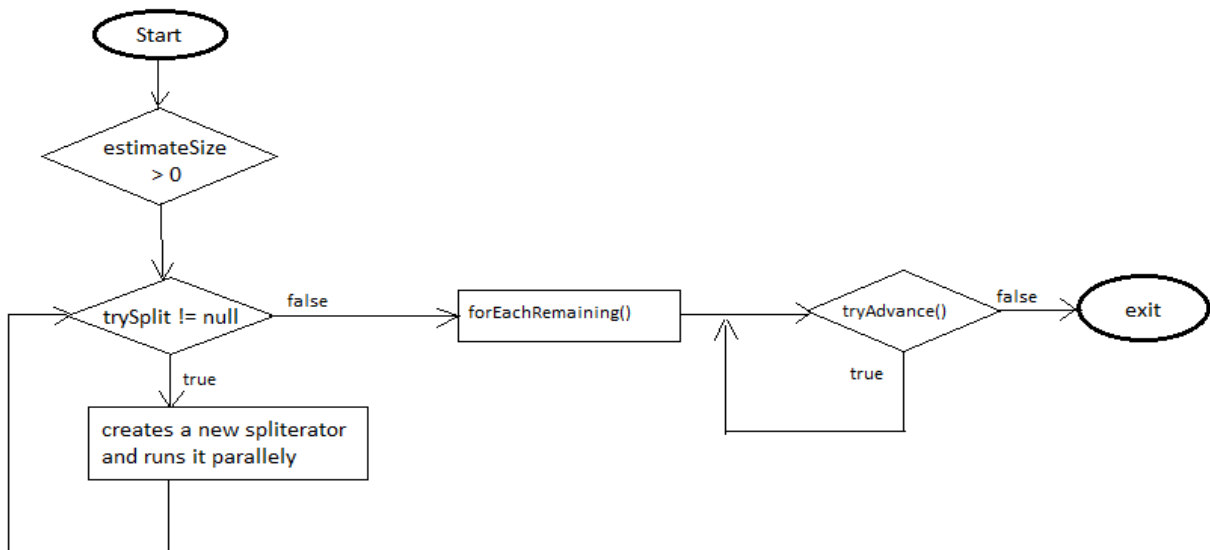 Start
estimateSize
> 0
trySplit != null
false
forEachRemaining()
tryAdvance()
false
exit
true
true
creates a new spliterator
and runs it parallely